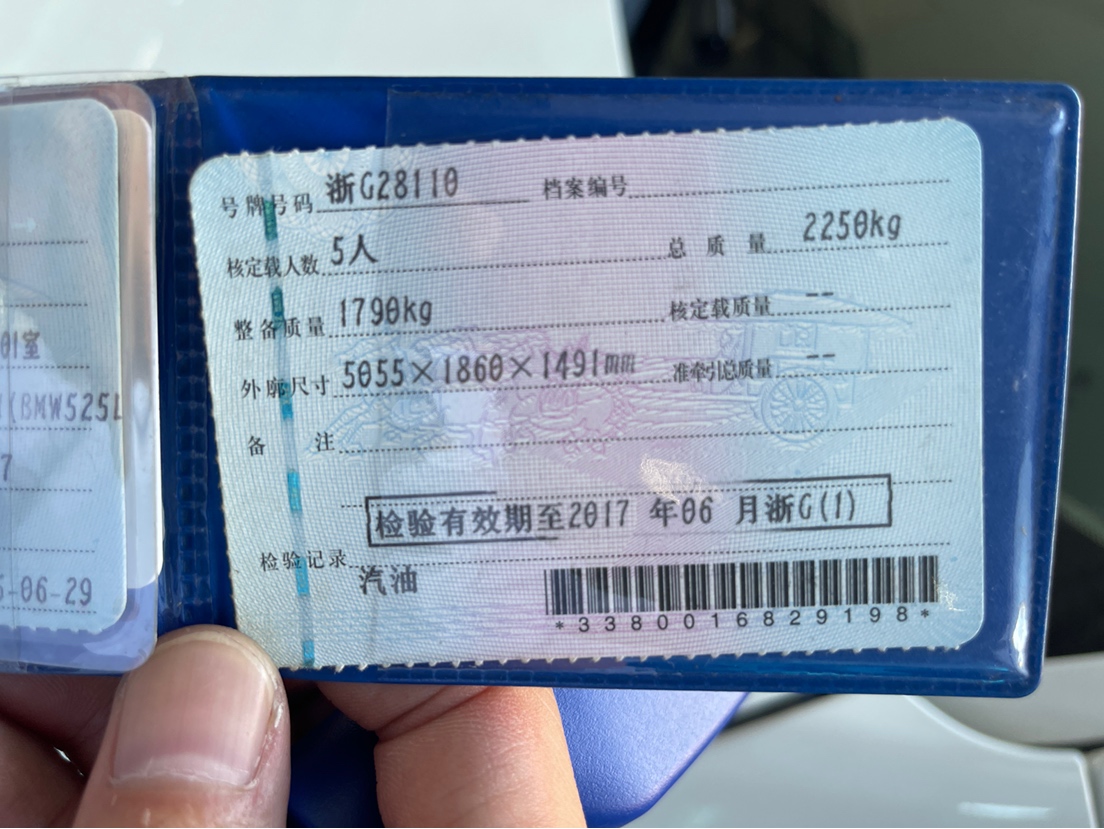 01室
(BMW525L
7
5-06-29
号牌号码 浙G28110 档案编号
核定载人数 5人 总质量 2250kg
整备质量 1790kg 核定载质量 --
外廓尺寸 5055×1860×1491mm 准牵引总质量 --
备注
检验有效期至2017 年06 月浙G(1)
检验记录
汽油
*3380016829198*